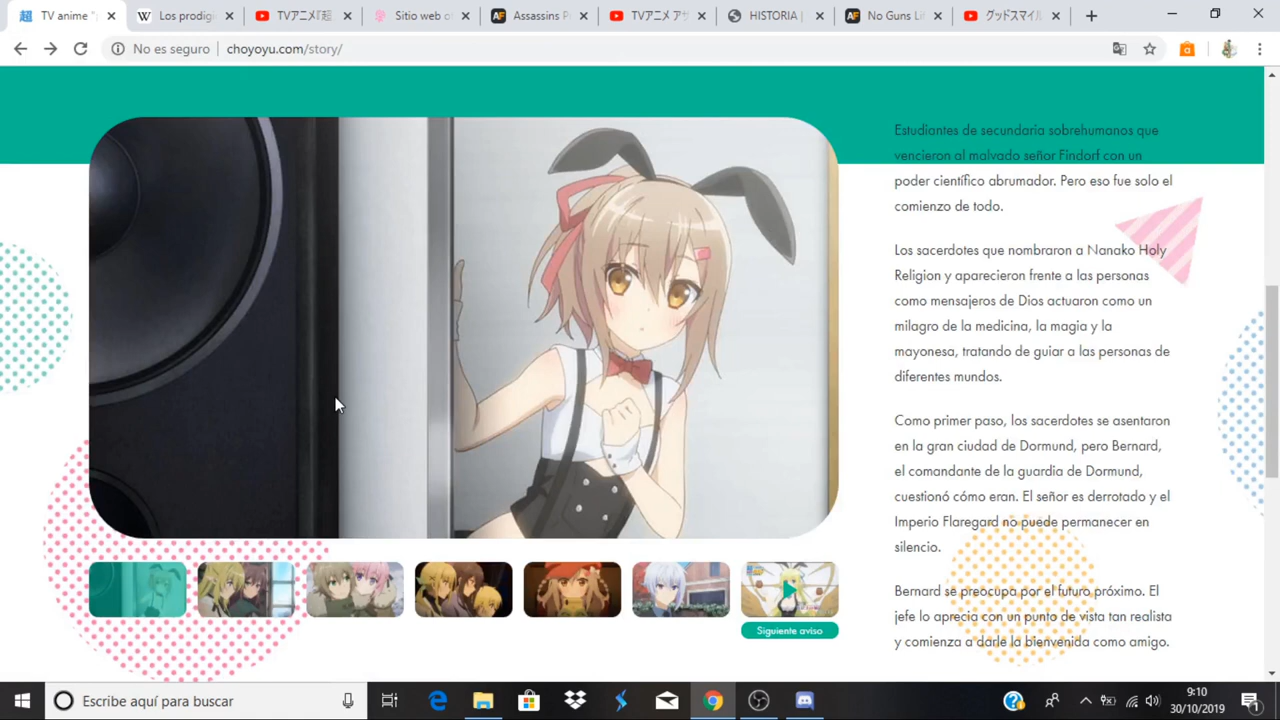 TV anime "
Los prodigi
TVアニメ『超
Sitio web o
Assassins P
TVアニメ ア
HISTORIA |
No Guns Li
グッドスマイル
No es seguro
choyoyu.com/story/
Estudiantes de secundaria sobrehumanos que
vencieron al malvado señor Findorf con un
poder científico abrumador. Pero eso fue solo el
comienzo de todo.
Los sacerdotes que nombraron a Nanako Holy
Religion y aparecieron frente a las personas
como mensajeros de Dios actuaron como un
milagro de la medicina, la magia y la
mayonesa, tratando de guiar a las personas de
diferentes mundos.
Como primer paso, los sacerdotes se asentaron
en la gran ciudad de Dormund, pero Bernard,
el comandante de la guardia de Dormund,
cuestionó cómo eran. El señor es derrotado y el
Imperio Flaregard no puede permanecer en
silencio.
Bernard se preocupa por el futuro próximo. El
jefe lo aprecia con un punto de vista tan realista
y comienza a darle la bienvenida como amigo.
Siguiente aviso
Escribe aquí para buscar
9:10
30/10/2019